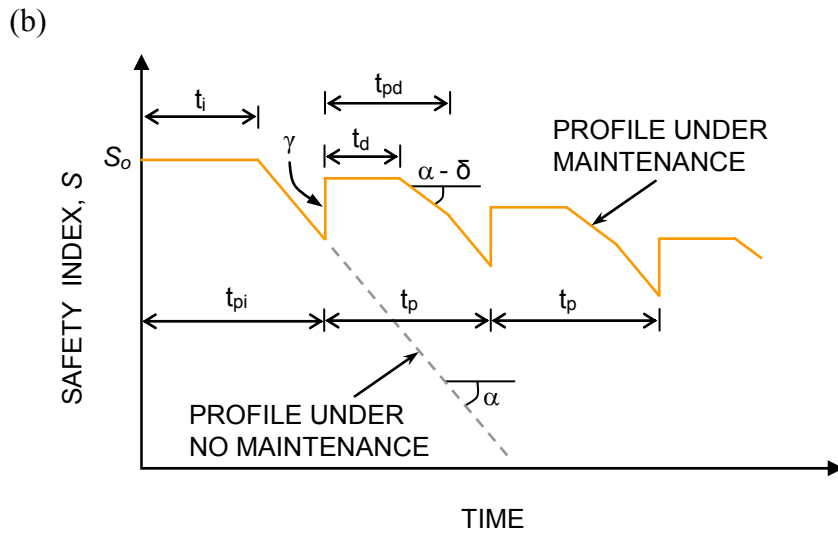 (b)
t_pd
t_i
t_d
PROFILE UNDER
MAINTENANCE
γ
S_o
α - δ
SAFETY INDEX, S
t_pi
t_p
t_p
α
PROFILE UNDER
NO MAINTENANCE
TIME